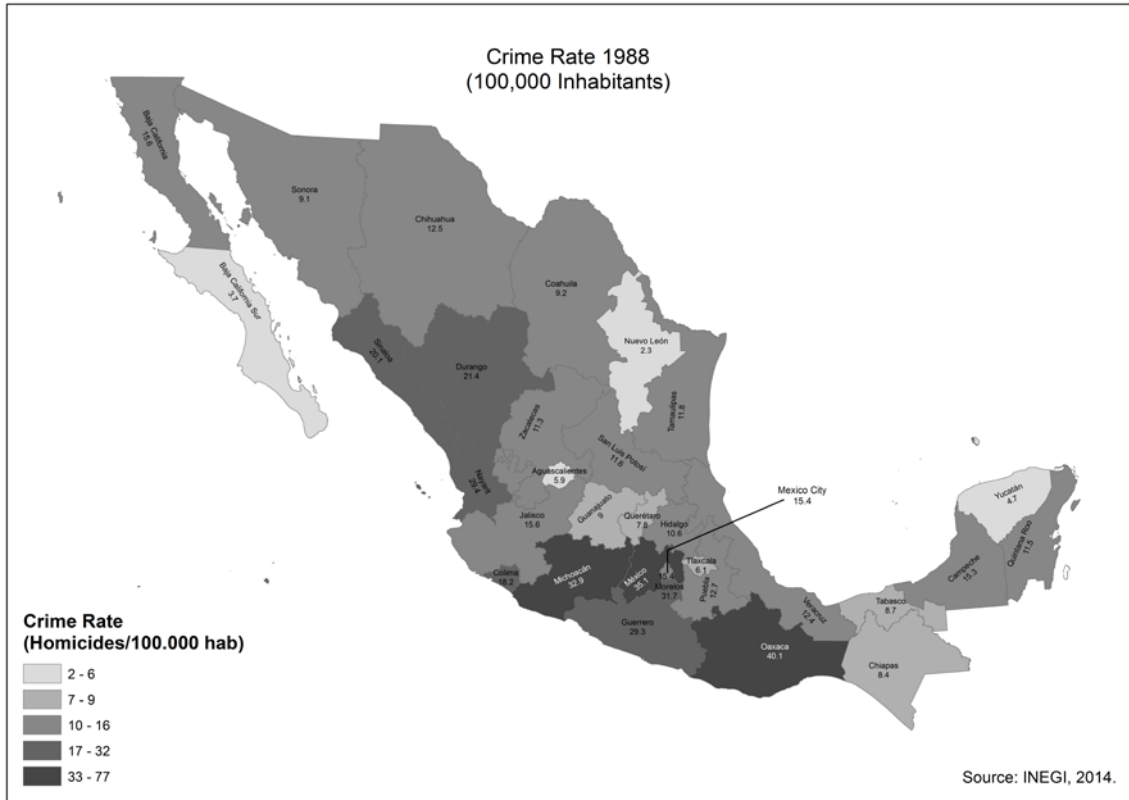 Crime Rate 1988
(100,000 Inhabitants)
Baja California
15.6
Sonora
9.1
Chihuahua
12.5
Coahuila
9.2
Baja California Sur
3.7
Nuevo León
2.3
Sinaloa
20.1
Durango
21.4
Tamaulipas
11.8
Zacatecas
11.3
San Luis Potosí
11.6
Aguascalientes
5.9
Nayarit
29.4
Mexico City
15.4
Yucatán
4.7
Guanajuato
9
Querétaro
7.8
Hidalgo
10.6
Jalisco
15.6
Quintana Roo
11.5
Campeche
15.3
Tlaxcala
6.1
Colima
18.2
Michoacán
32.9
México
35.1
15.4
Morelos
31.7
Puebla
12.7
Veracruz
12.4
Tabasco
8.7
Guerrero
29.3
Oaxaca
40.1
Chiapas
8.4
Crime Rate
(Homicides/100.000 hab)
2 - 6
7 - 9
10 - 16
17 - 32
33 - 77
Source: INEGI, 2014.